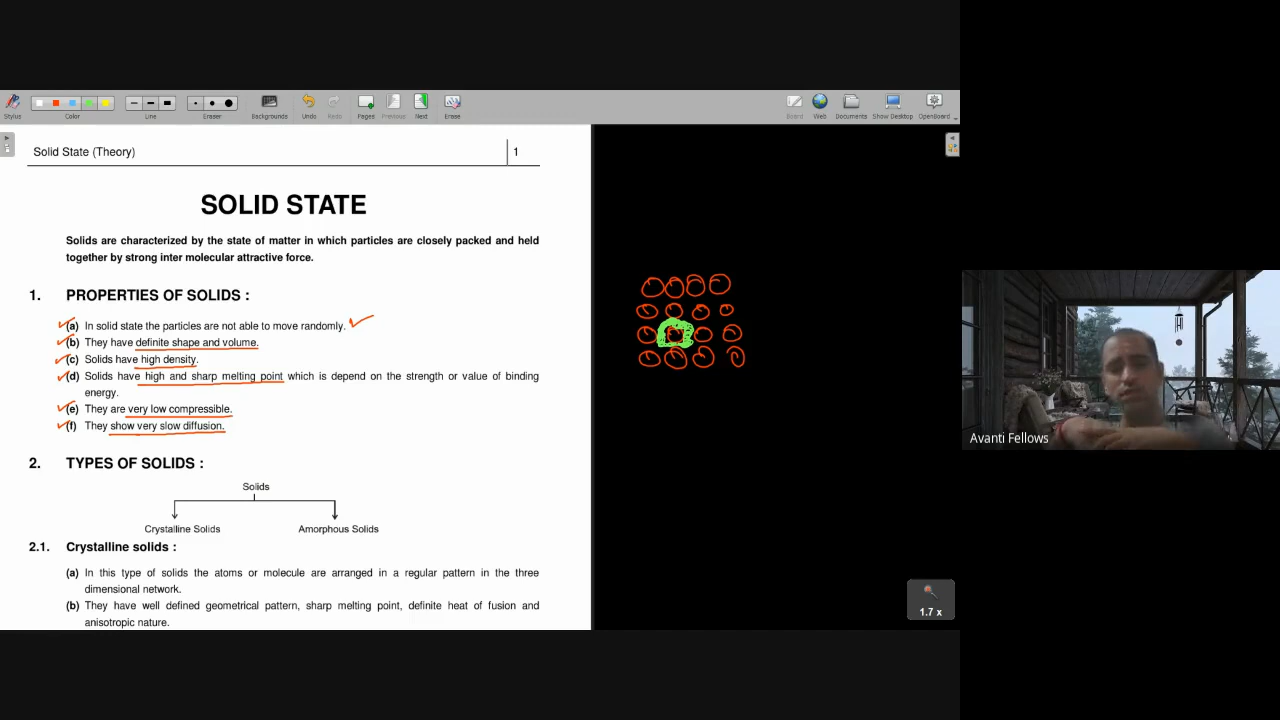 Stylus
Color
Line
Eraser
Backgrounds
Undo
Redo
Pages
Previous
Next
Erase
Board
Web
Documents
Show Desktop
OpenBoard
Solid State (Theory) 1
SOLID STATE
Solids are characterized by the state of matter in which particles are closely packed and held
together by strong inter molecular attractive force.
1. PROPERTIES OF SOLIDS :
(a) In solid state the particles are not able to move randomly.
(b) They have definite shape and volume.
(c) Solids have high density.
(d) Solids have high and sharp melting point which is depend on the strength or value of binding
energy.
(e) They are very low compressible.
(f) They show very slow diffusion.
2. TYPES OF SOLIDS :
Solids
Crystalline Solids Amorphous Solids
2.1. Crystalline solids :
(a) In this type of solids the atoms or molecule are arranged in a regular pattern in the three
dimensional network.
(b) They have well defined geometrical pattern, sharp melting point, definite heat of fusion and
anisotropic nature.
1.7 x
Avanti Fellows